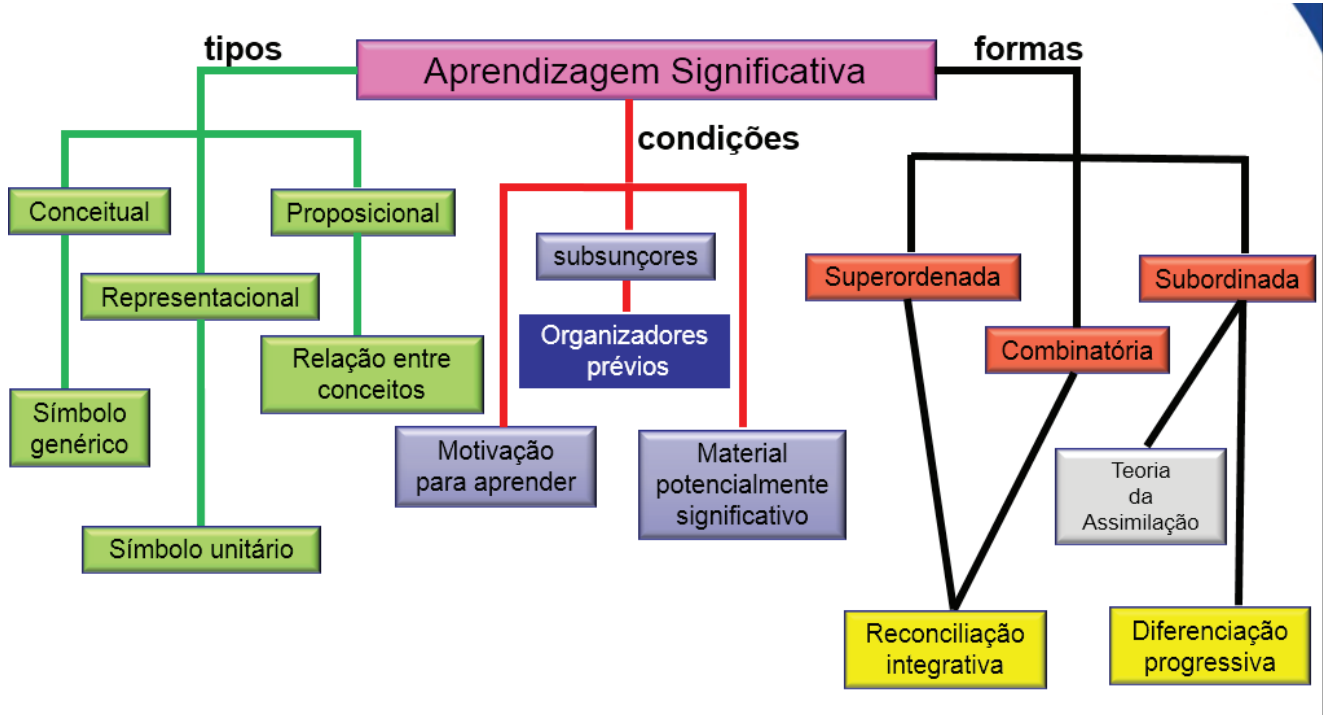 tipos
Aprendizagem Significativa
formas
condições
Conceitual
Proposicional
Representacional
Relação entre
conceitos
Símbolo
genérico
Símbolo unitário
subsunçores
Organizadores
prévios
Motivação
para aprender
Material
potencialmente
significativo
Superordenada
Subordinada
Combinatória
Teoria
da
Assimilação
Reconciliação
integrativa
Diferenciação
progressiva